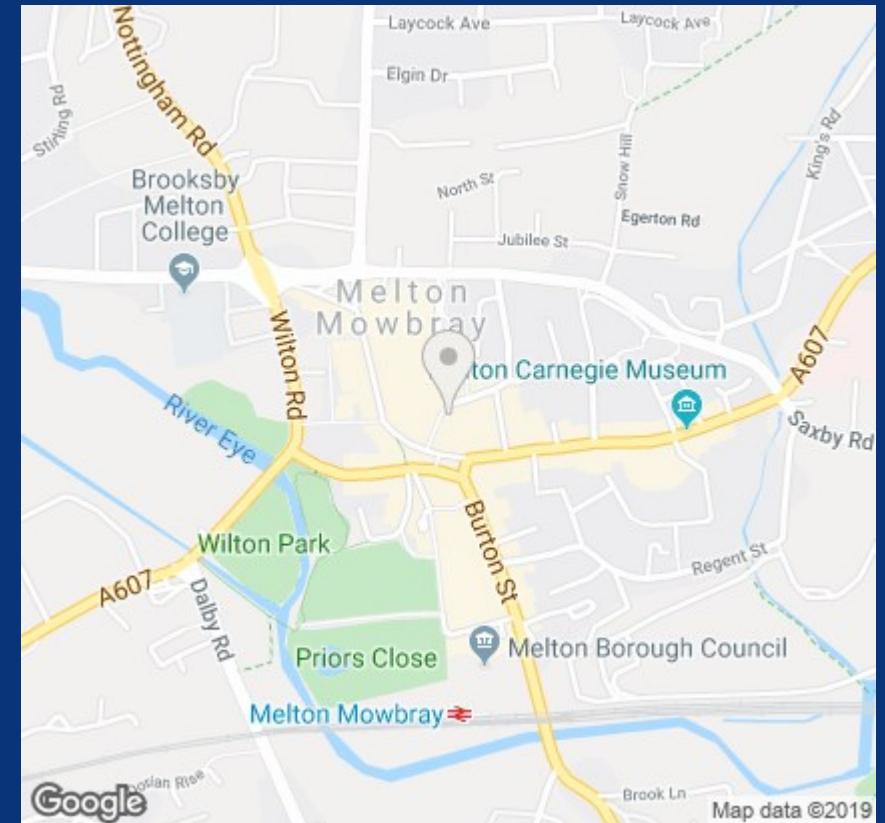 Laycock Ave
Laycock Ave
Nottingham Rd
Elgin Dr
Stirling Rd
King's Rd
Snow Hill
North St
Brooksby
Melton
College
Egerton Rd
Jubilee St
Melton
Mowbray
Wilton Rd
ton Carnegie Museum
A607
River Eye
Saxby Rd
Burton St
Wilton Park
Regent St
A607
Dalby Rd
Priors Close
Melton Borough Council
Melton Mowbray
Rise
Brook Ln
Google
Map data ©2019